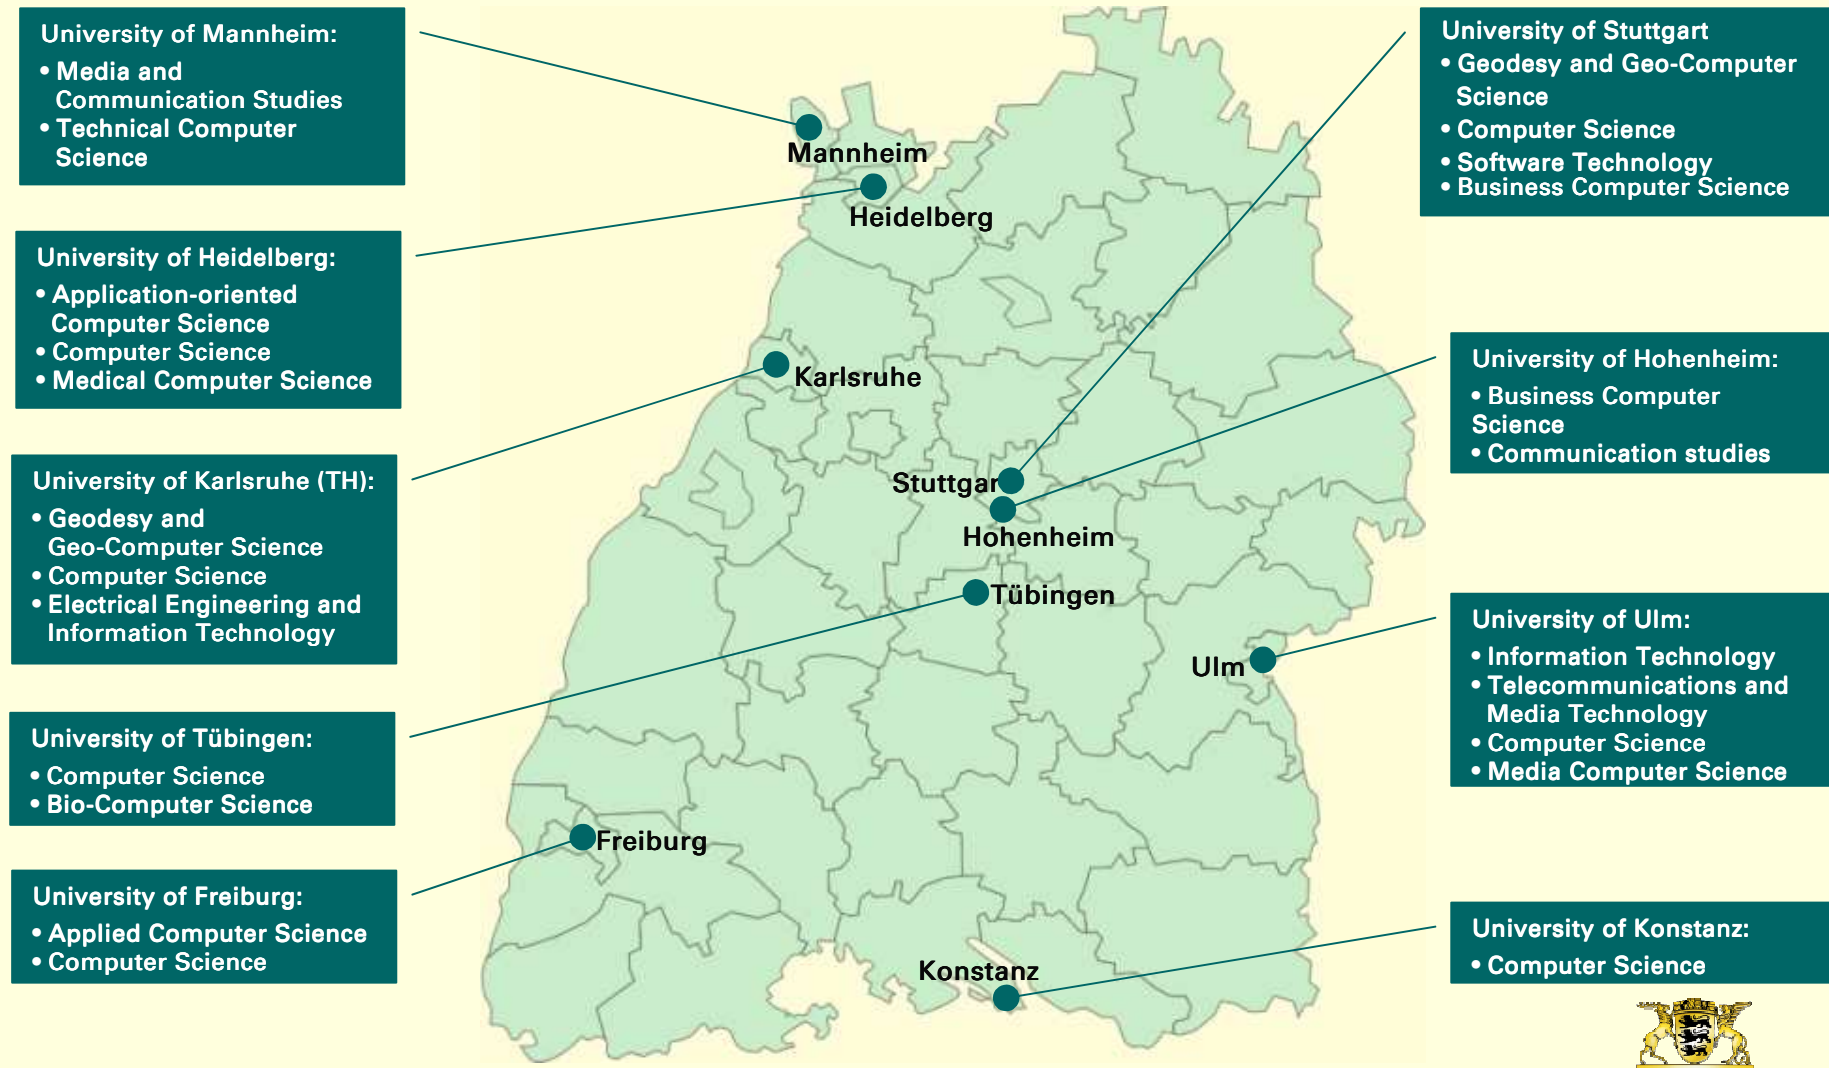 University of Mannheim:
• Media and
Communication Studies
• Technical Computer
Science
University of Heidelberg:
• Application-oriented
Computer Science
• Computer Science
• Medical Computer Science
University of Karlsruhe (TH):
• Geodesy and
Geo-Computer Science
• Computer Science
• Electrical Engineering and
Information Technology
University of Tübingen:
• Computer Science
• Bio-Computer Science
University of Freiburg:
• Applied Computer Science
• Computer Science
Mannheim
Heidelberg
Karlsruhe
Stuttgar
Hohenheim
Tübingen
Ulm
Freiburg
Konstanz
University of Stuttgart
• Geodesy and Geo-Computer
Science
• Computer Science
• Software Technology
• Business Computer Science
University of Hohenheim:
• Business Computer
Science
• Communication studies
University of Ulm:
• Information Technology
• Telecommunications and
Media Technology
• Computer Science
• Media Computer Science
University of Konstanz:
• Computer Science